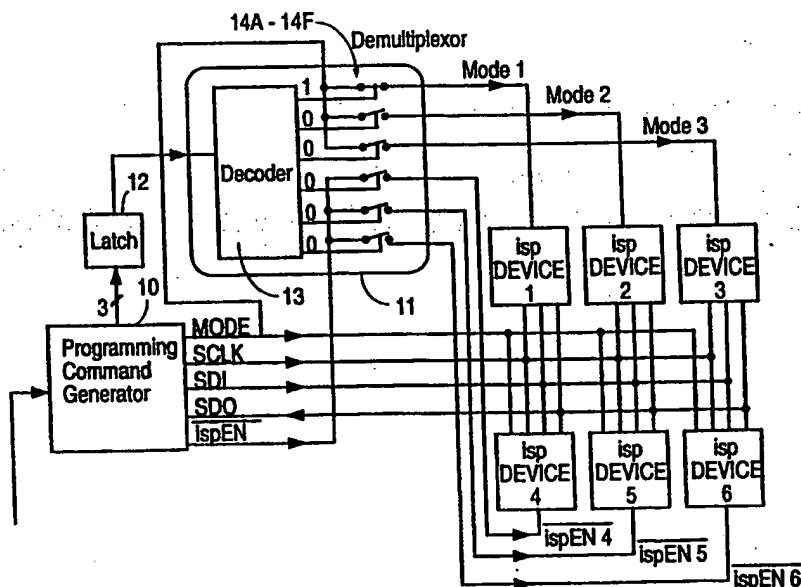 14A - 14F
Demultiplexor
Mode 1
Mode 2
Mode 3
1
0
0
0
0
0
Decoder
12
Latch
13
11
3
10
Programming
Command
Generator
MODE
SCLK
SDI
SDO
ispEN
isp
DEVICE
1
isp
DEVICE
2
isp
DEVICE
3
isp
DEVICE
4
isp
DEVICE
5
isp
DEVICE
6
ispEN 4
ispEN 5
ispEN 6